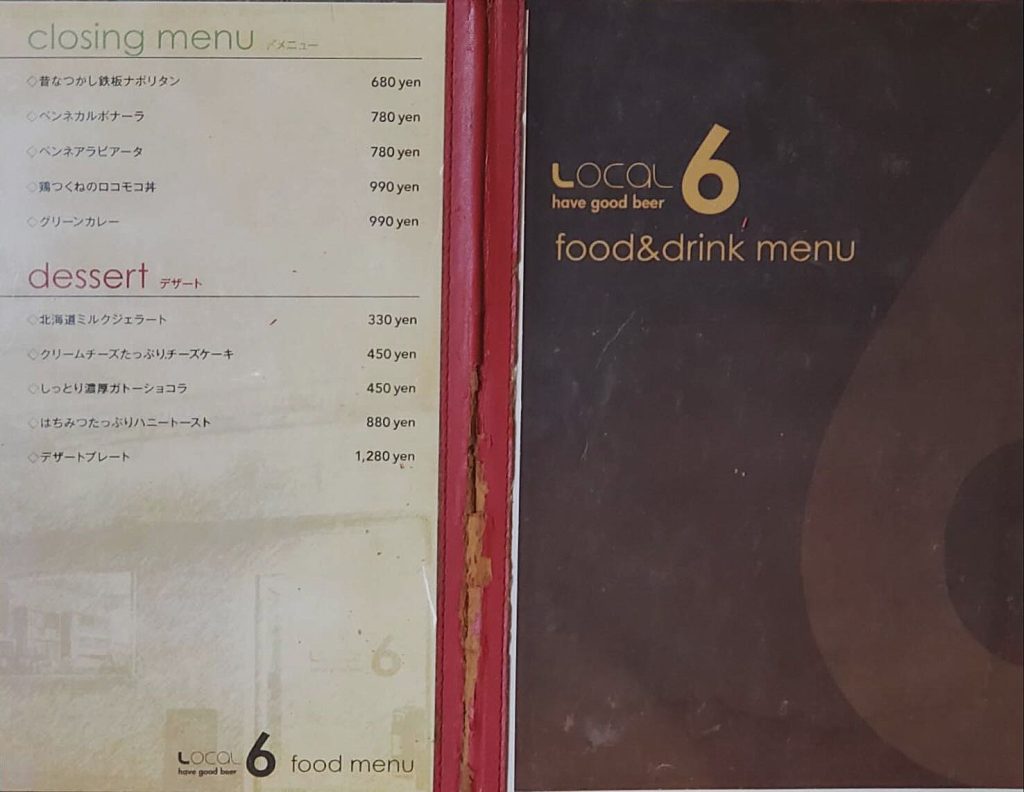 closing menu 〆メニュー
◇昔なつかし鉄板ナポリタン 680 yen
◇ペンネカルボナーラ 780 yen
◇ペンネアラビアータ 780 yen
◇鶏つくねのロコモコ丼 990 yen
◇グリーンカレー 990 yen
dessert デザート
◇北海道ミルクジェラート 330 yen
◇クリームチーズたっぷりチーズケーキ 450 yen
◇しっとり濃厚ガトーショコラ 450 yen
◇はちみつたっぷりハニートースト 880 yen
◇デザートプレート 1,280 yen
LOCAL 6 food menu
have good beer
LOCAL 6
have good beer
food&drink menu